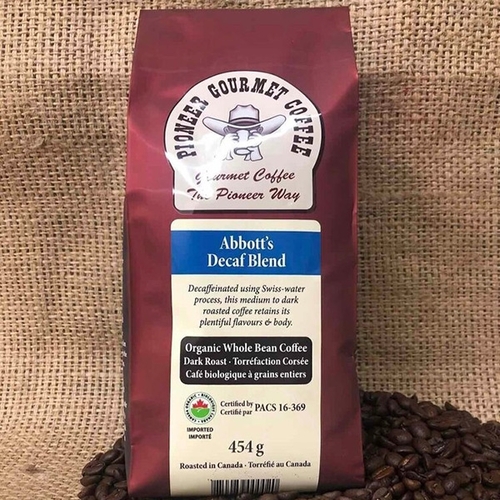 PIONEER GOURMET COFFEE
Gourmet Coffee
The Pioneer Way
Abbott's
Decaf Blend
Decaffeinated using Swiss-water
process, this medium to dark
roasted coffee retains its
plentiful flavours & body.
Organic Whole Bean Coffee
Dark Roast · Torréfaction Corsée
Café biologique à grains entiers
Certified by
Certifié par
PACS 16-369
IMPORTED
IMPORTÉ
454 g
Roasted in Canada · Torréfié au Canada